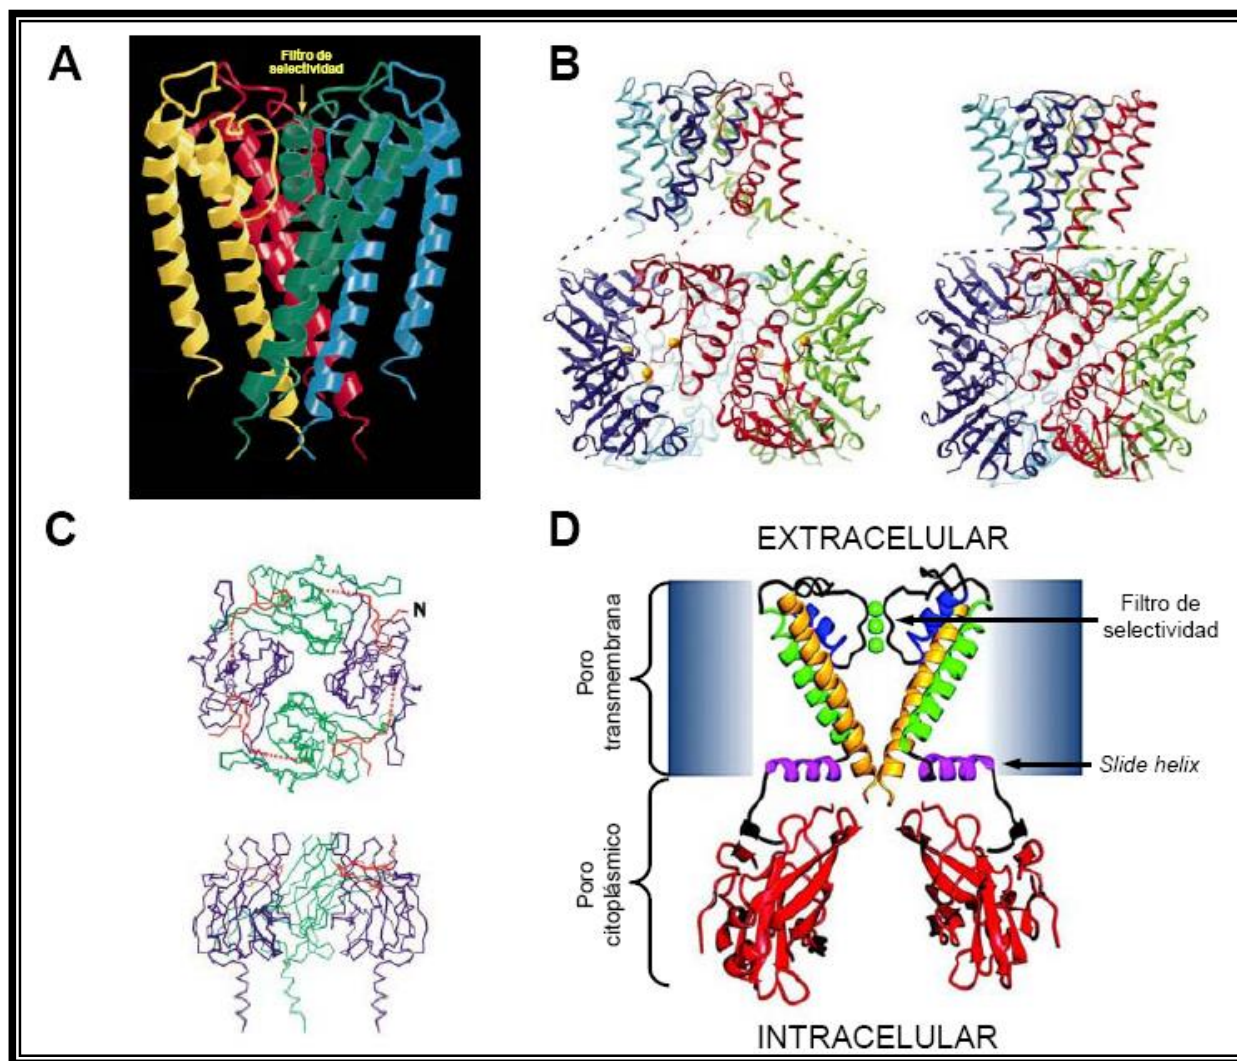 A
Filtro de
selectividad
B
C
N
D
EXTRACELULAR
Poro
transmembrana
Filtro de
selectividad
Slide helix
Poro
citoplásmico
INTRACELULAR